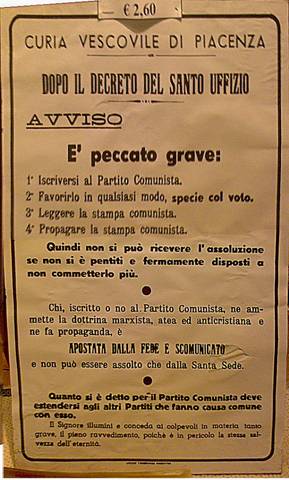 € 2,60
CURIA VESCOVILE DI PIACENZA
DOPO IL DECRETO DEL SANTO UFFIZIO
AVVISO
E' peccato grave:
1° Iscriversi al Partito Comunista.
2° Favorirlo in qualsiasi modo, specie col voto.
3° Leggere la stampa comunista.
4° Propagare la stampa comunista.
Quindi non si può ricevere l'assoluzione
se non si è pentiti e fermamente disposti a
non commetterlo più.
Chi, iscritto o no al Partito Comunista, ne am-
mette la dottrina marxista, atea ed anticristiana e
ne fa propaganda, è
APOSTATA DALLA FEDE E SCOMUNICATO
e non può essere assolto che dalla Santa Sede.
Quanto si è detto per il Partito Comunista deve
estendersi agli altri Partiti che fanno causa comune
con esso.
Il Signore illumini e conceda ai colpevoli in materia tanto
grave, il pieno ravvedimento, poichè è in pericolo la stessa sal-
vezza dell'eternità.